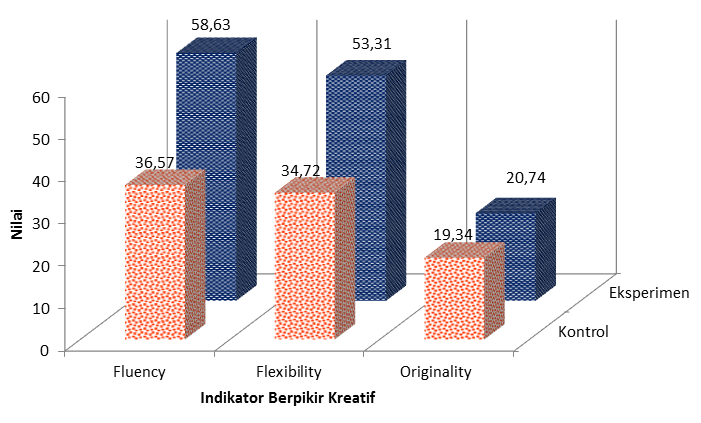 58,63
53,31
60
50
40
30
20
10
0
36,57
34,72
20,74
19,34
Nilai
Eksperimen
Kontrol
Fluency
Flexibility
Originality
Indikator Berpikir Kreatif